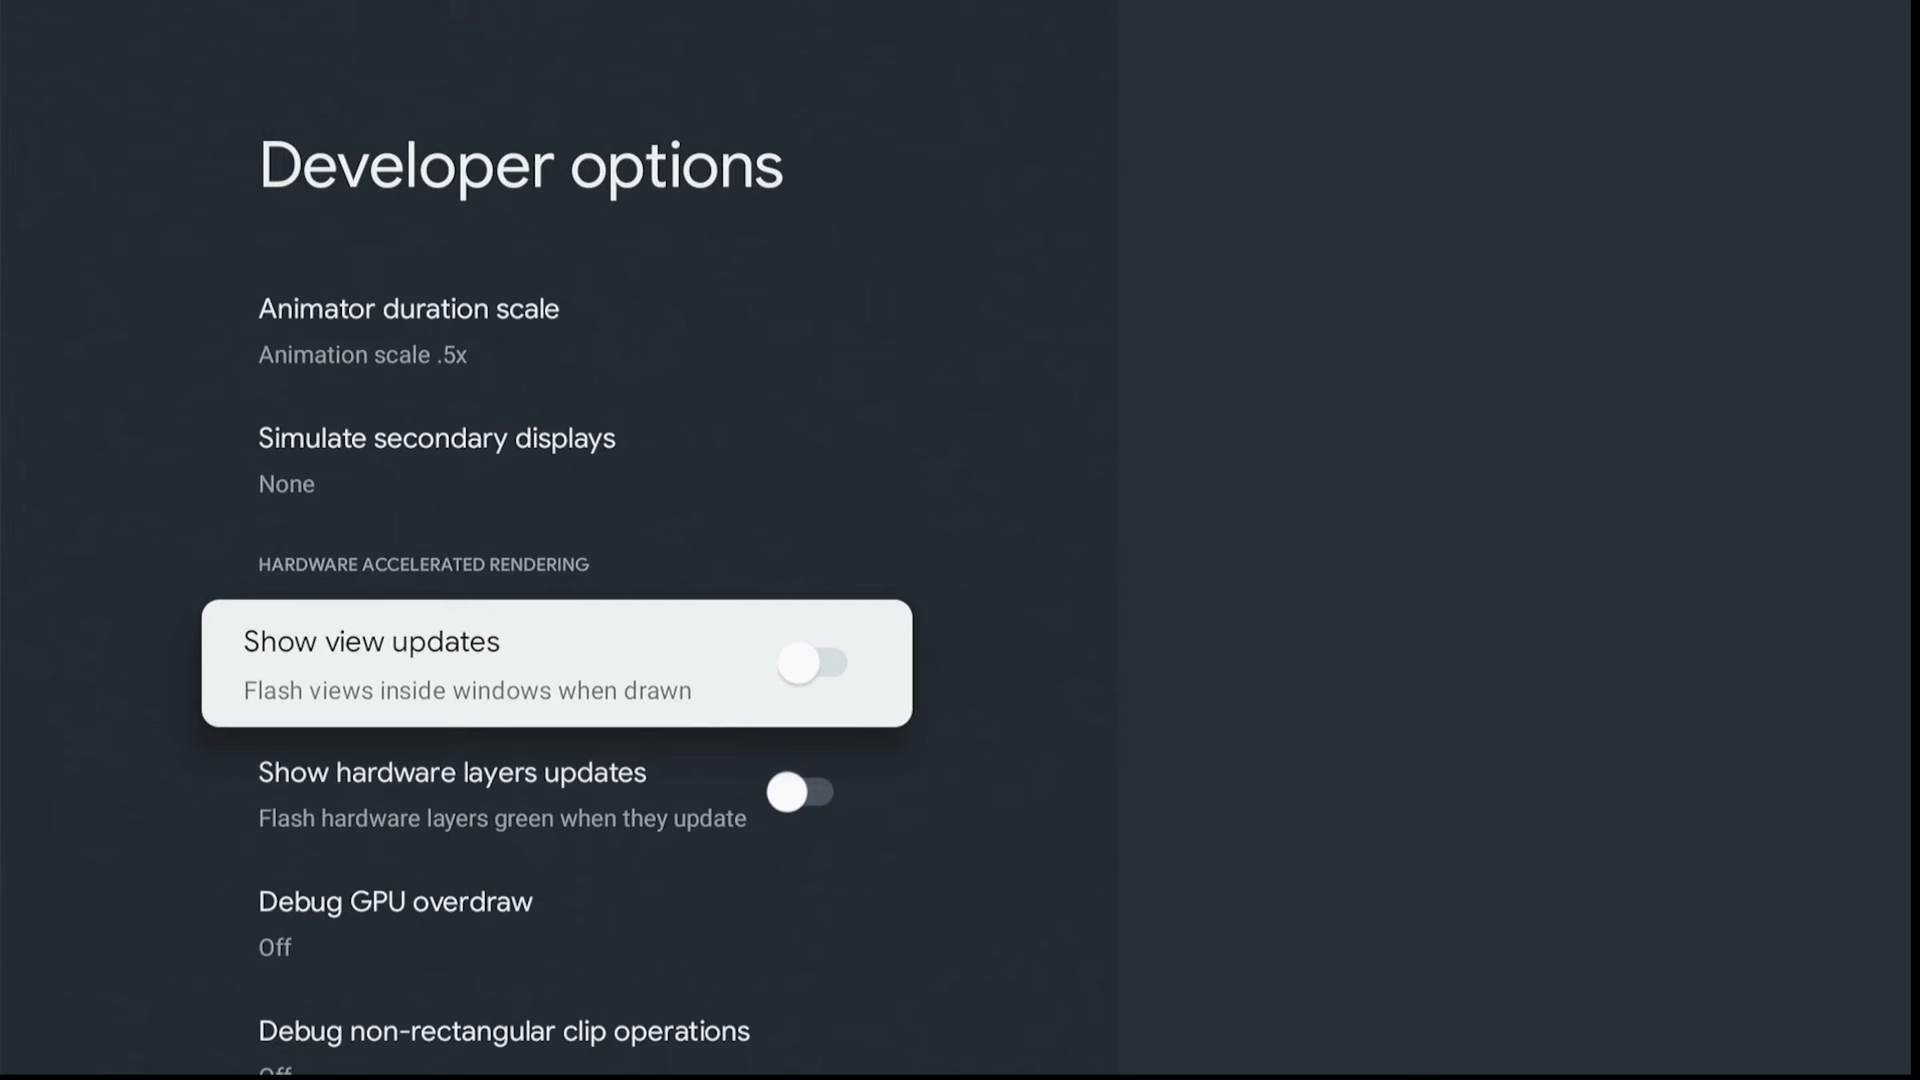 Developer options
Animator duration scale
Animation scale .5x
Simulate secondary displays
None
HARDWARE ACCELERATED RENDERING
Show view updates
Flash views inside windows when drawn
Show hardware layers updates
Flash hardware layers green when they update
Debug GPU overdraw
Off
Debug non-rectangular clip operations
Off